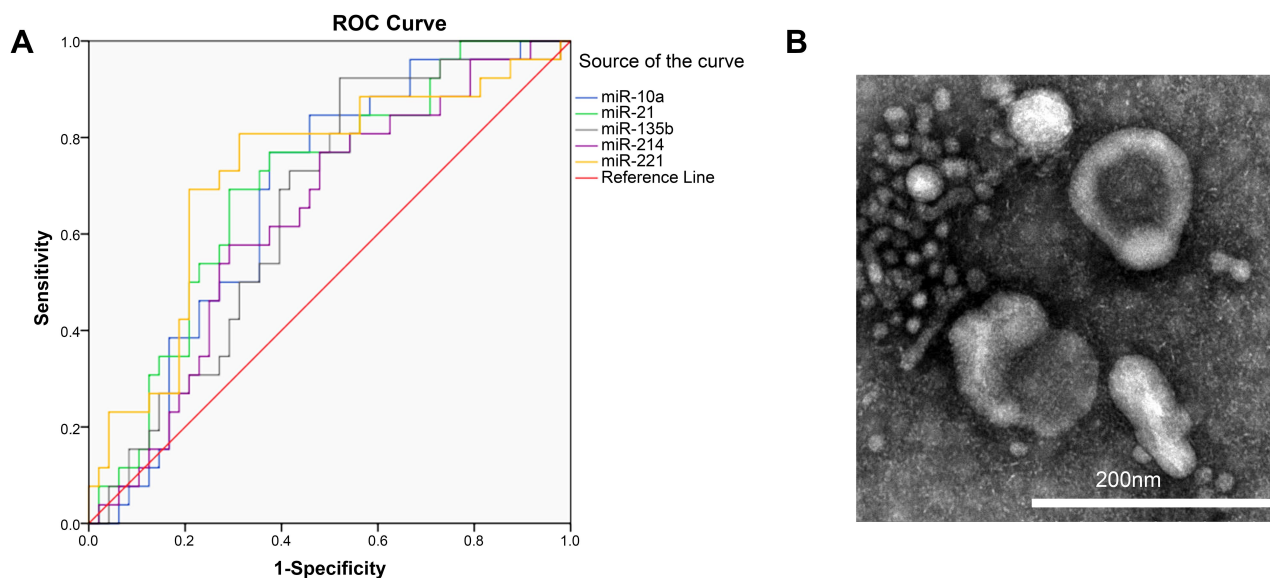 A
ROC Curve
Sensitivity
1.0
0.8
0.6
0.4
0.2
0.0
0.0 0.2 0.4 0.6 0.8 1.0
1-Specificity
Source of the curve
miR-10a
miR-21
miR-135b
miR-214
miR-221
Reference Line
B
200nm